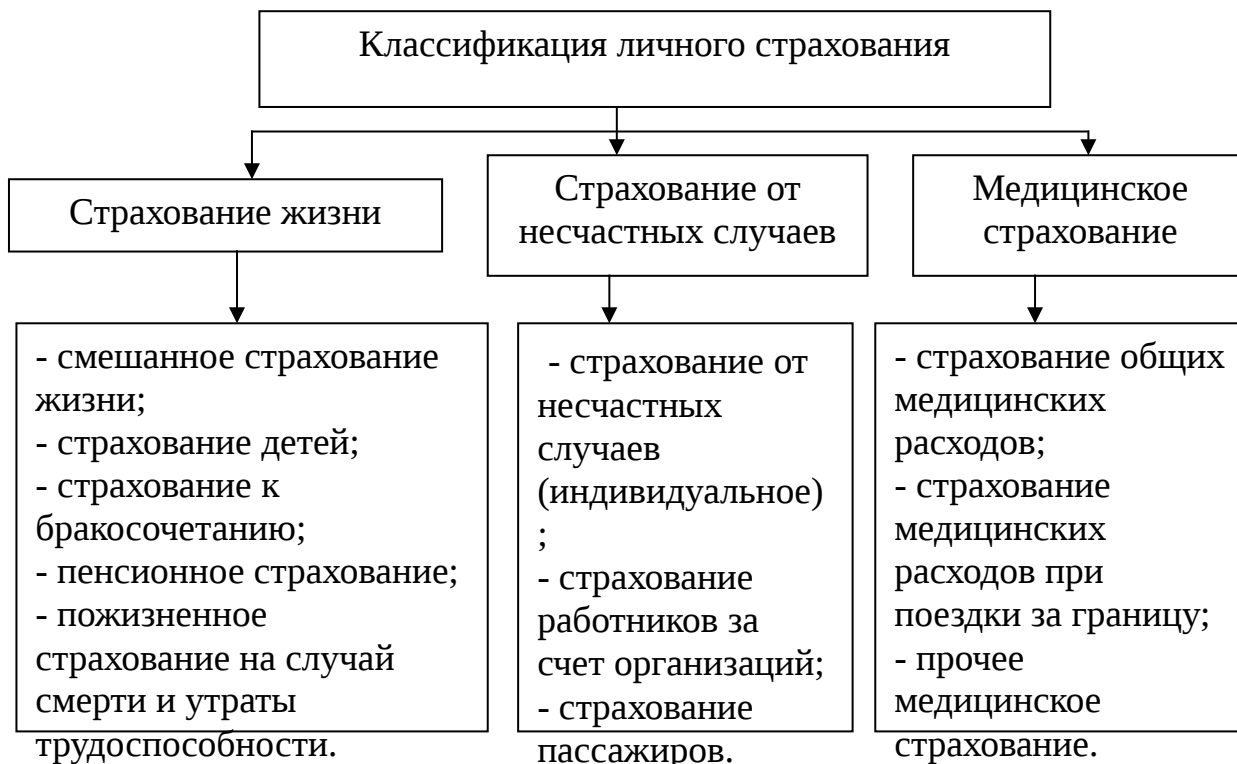 Классификация личного страхования
Страхование жизни
Страхование от
несчастных случаев
Медицинское
страхование
- смешанное страхование
жизни;
- страхование детей;
- страхование к
бракосочетанию;
- пенсионное страхование;
- пожизненное
страхование на случай
смерти и утраты
трудоспособности.
- страхование от
несчастных
случаев
(индивидуальное)
;
- страхование
работников за
счет организаций;
- страхование
пассажиров.
- страхование общих
медицинских
расходов;
- страхование
медицинских
расходов при
поездки за границу;
- прочее
медицинское
страхование.